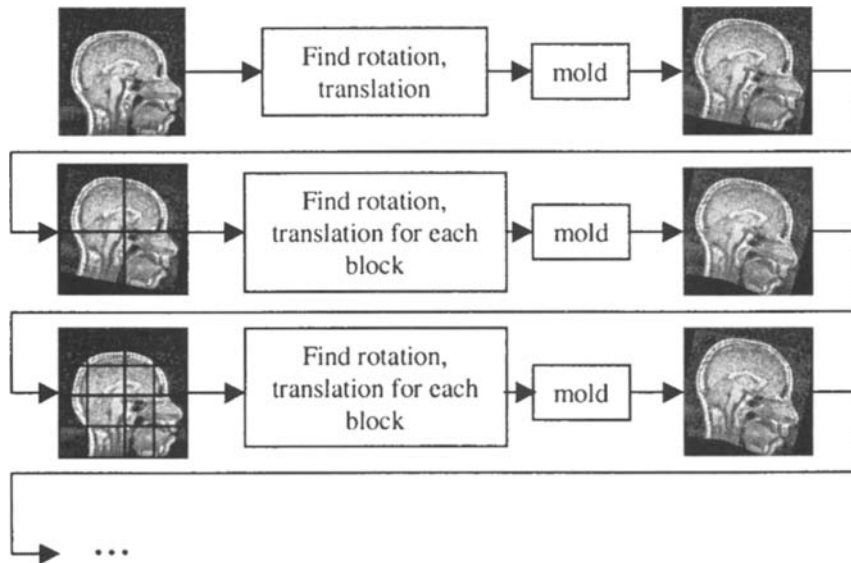 Find rotation,
translation
mold
Find rotation,
translation for each
block
mold
Find rotation,
translation for each
block
mold
...